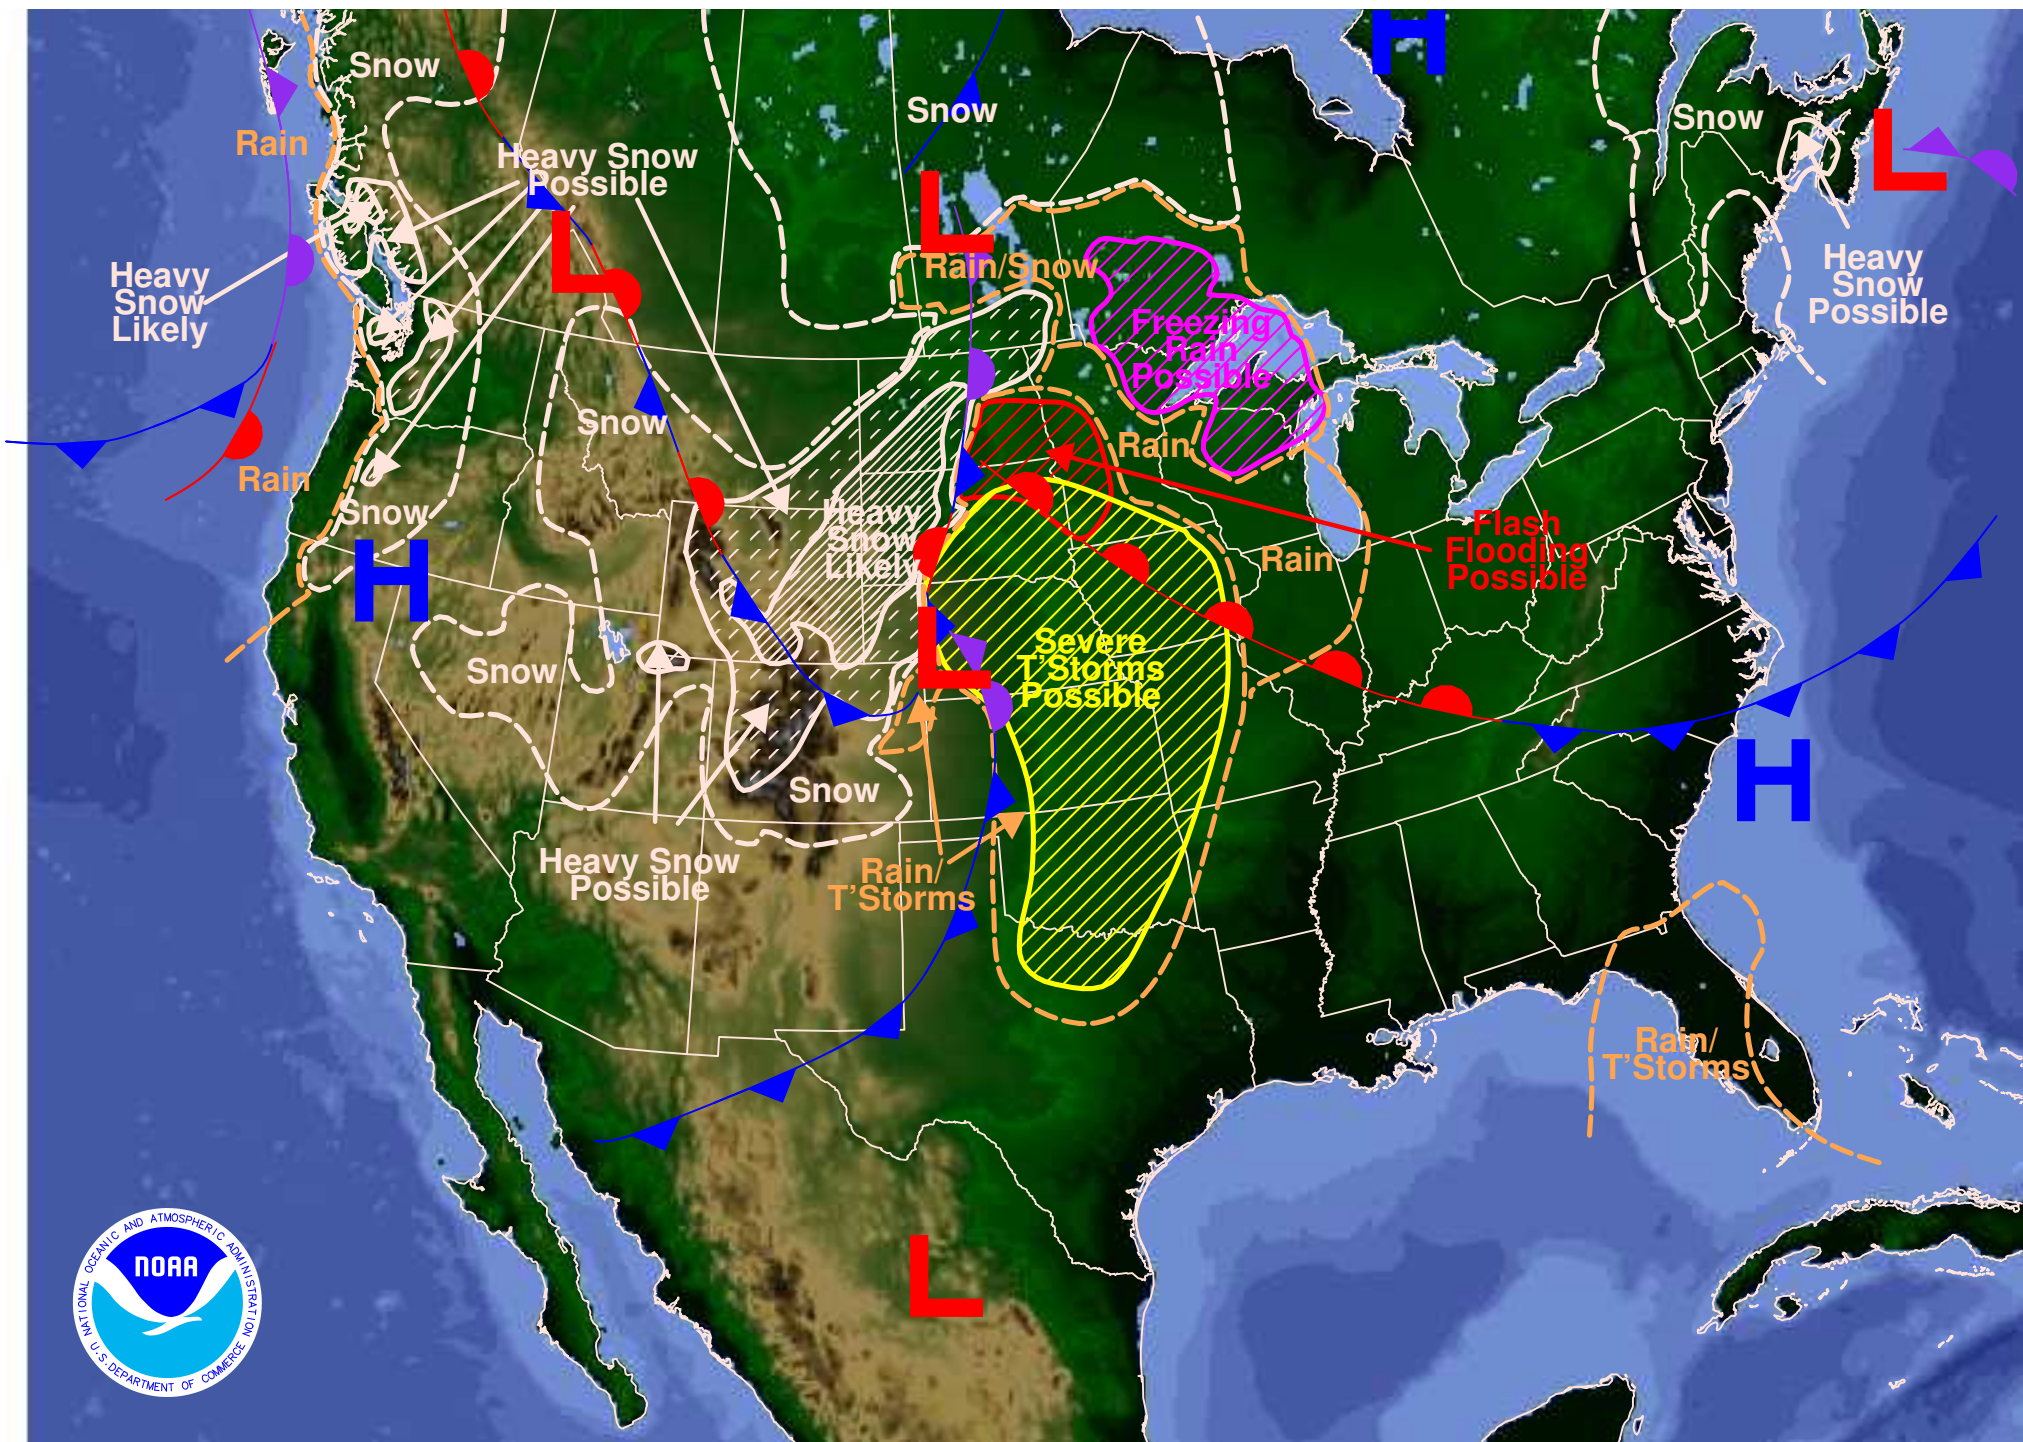 H
Snow
Snow
Snow
Rain
Heavy Snow
Possible
L
L
L
Rain/Snow
Heavy
Snow
Likely
Heavy
Snow
Possible
Freezing
Rain
Possible
Snow
Rain
Rain
Snow
Heavy
Snow
Likely
Flash
Flooding
Possible
Rain
H
L
Severe
T'Storms
Possible
Snow
H
Snow
Heavy Snow
Possible
Rain/
T'Storms
Rain/
T'Storms
L
NOAA
NATIONAL OCEANIC AND ATMOSPHERIC ADMINISTRATION
U.S. DEPARTMENT OF COMMERCE